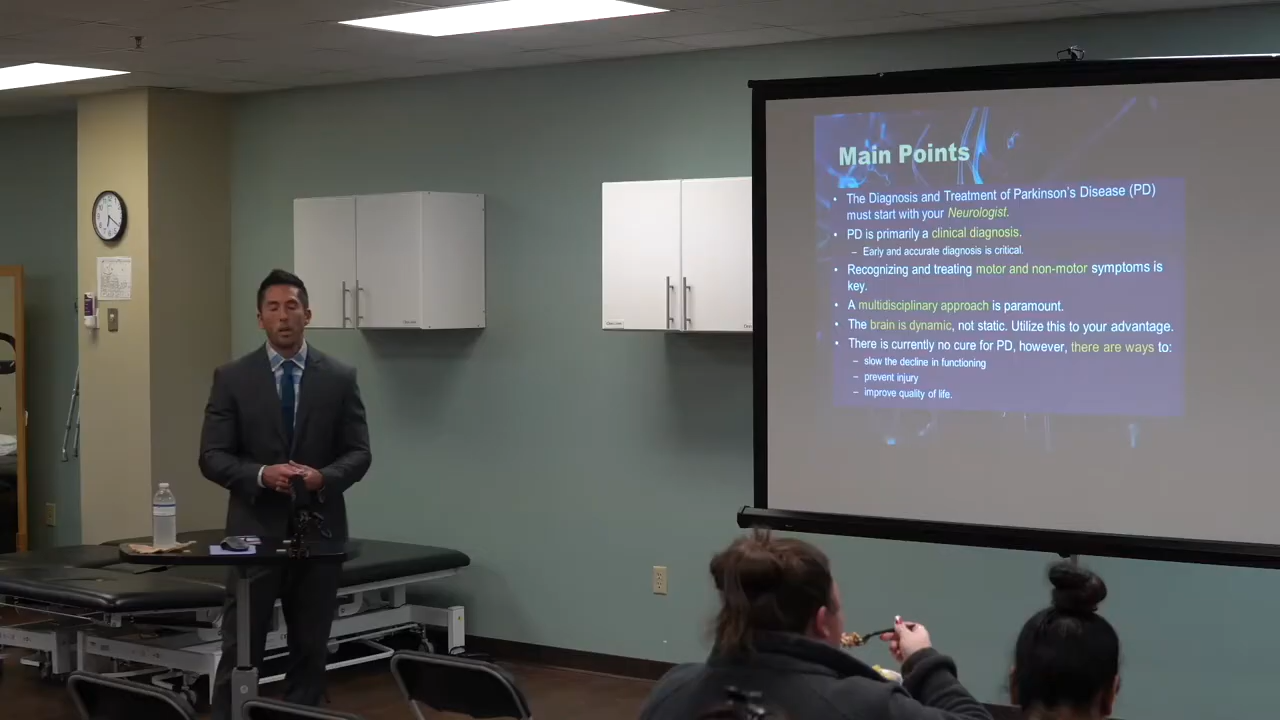 Main Points
• The Diagnosis and Treatment of Parkinson's Disease (PD)
must start with your Neurologist.
• PD is primarily a clinical diagnosis.
– Early and accurate diagnosis is critical.
• Recognizing and treating motor and non-motor symptoms is
key.
• A multidisciplinary approach is paramount.
• The brain is dynamic, not static. Utilize this to your advantage.
• There is currently no cure for PD, however, there are ways to:
– slow the decline in functioning
– prevent injury
– improve quality of life.